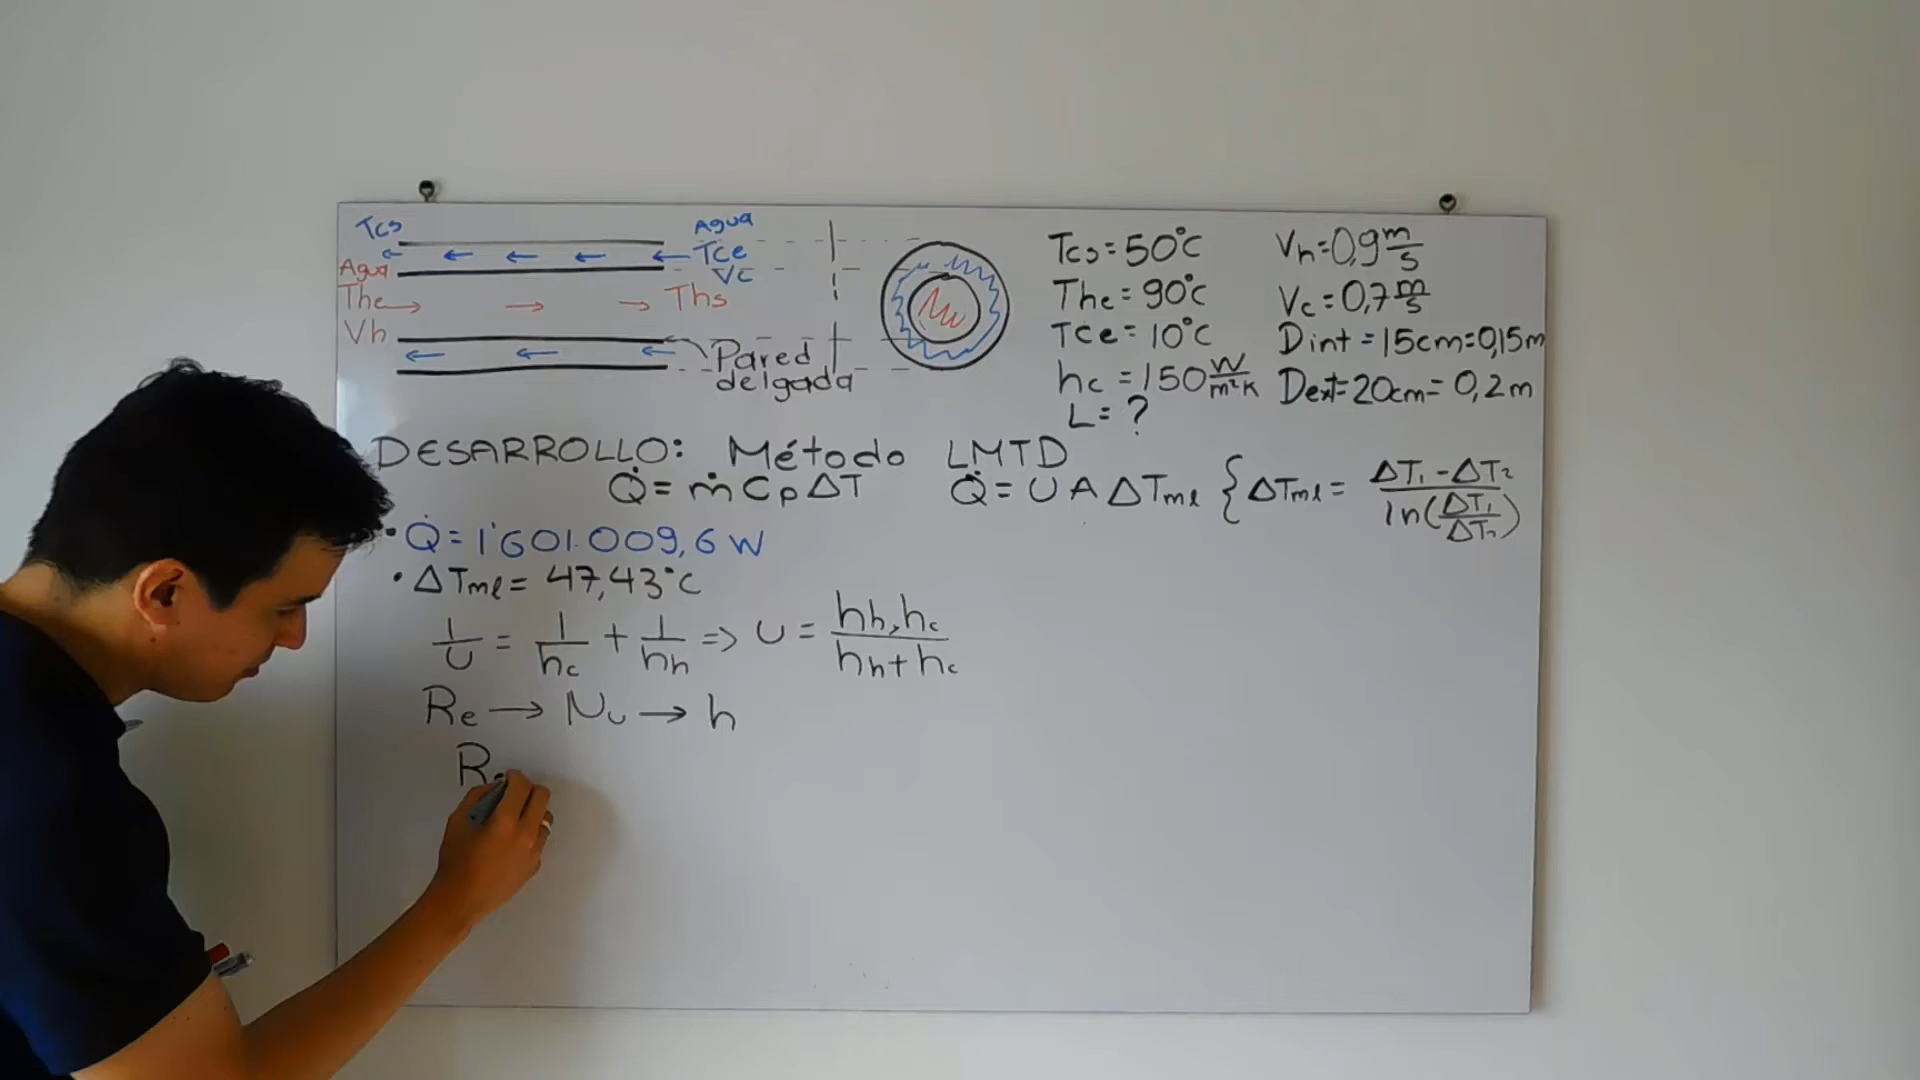 Tcs
Agua
Tce
Vc
Agua
The
Ths
Vh
Pared
delgada
Tcs = 50°C
The = 90°C
Tce = 10°C
hc = 150 W/m²K
L = ?
Vh = 0,9 m/s
Vc = 0,7 m/s
Dint = 15cm = 0,15m
Dext = 20cm = 0,2m
DESARROLLO: Método LMTD
Q̇ = ṁ Cp ΔT Q̇ = U A ΔTml { ΔTml = (ΔT₁ - ΔT₂) / ln(ΔT₁/ΔT₂)
• Q̇ = 1'601.009,6 W
• ΔTml = 47,43°C
1/U = 1/hc + 1/hh => U = hh.hc / (hh + hc)
Re → Nu → h
Re